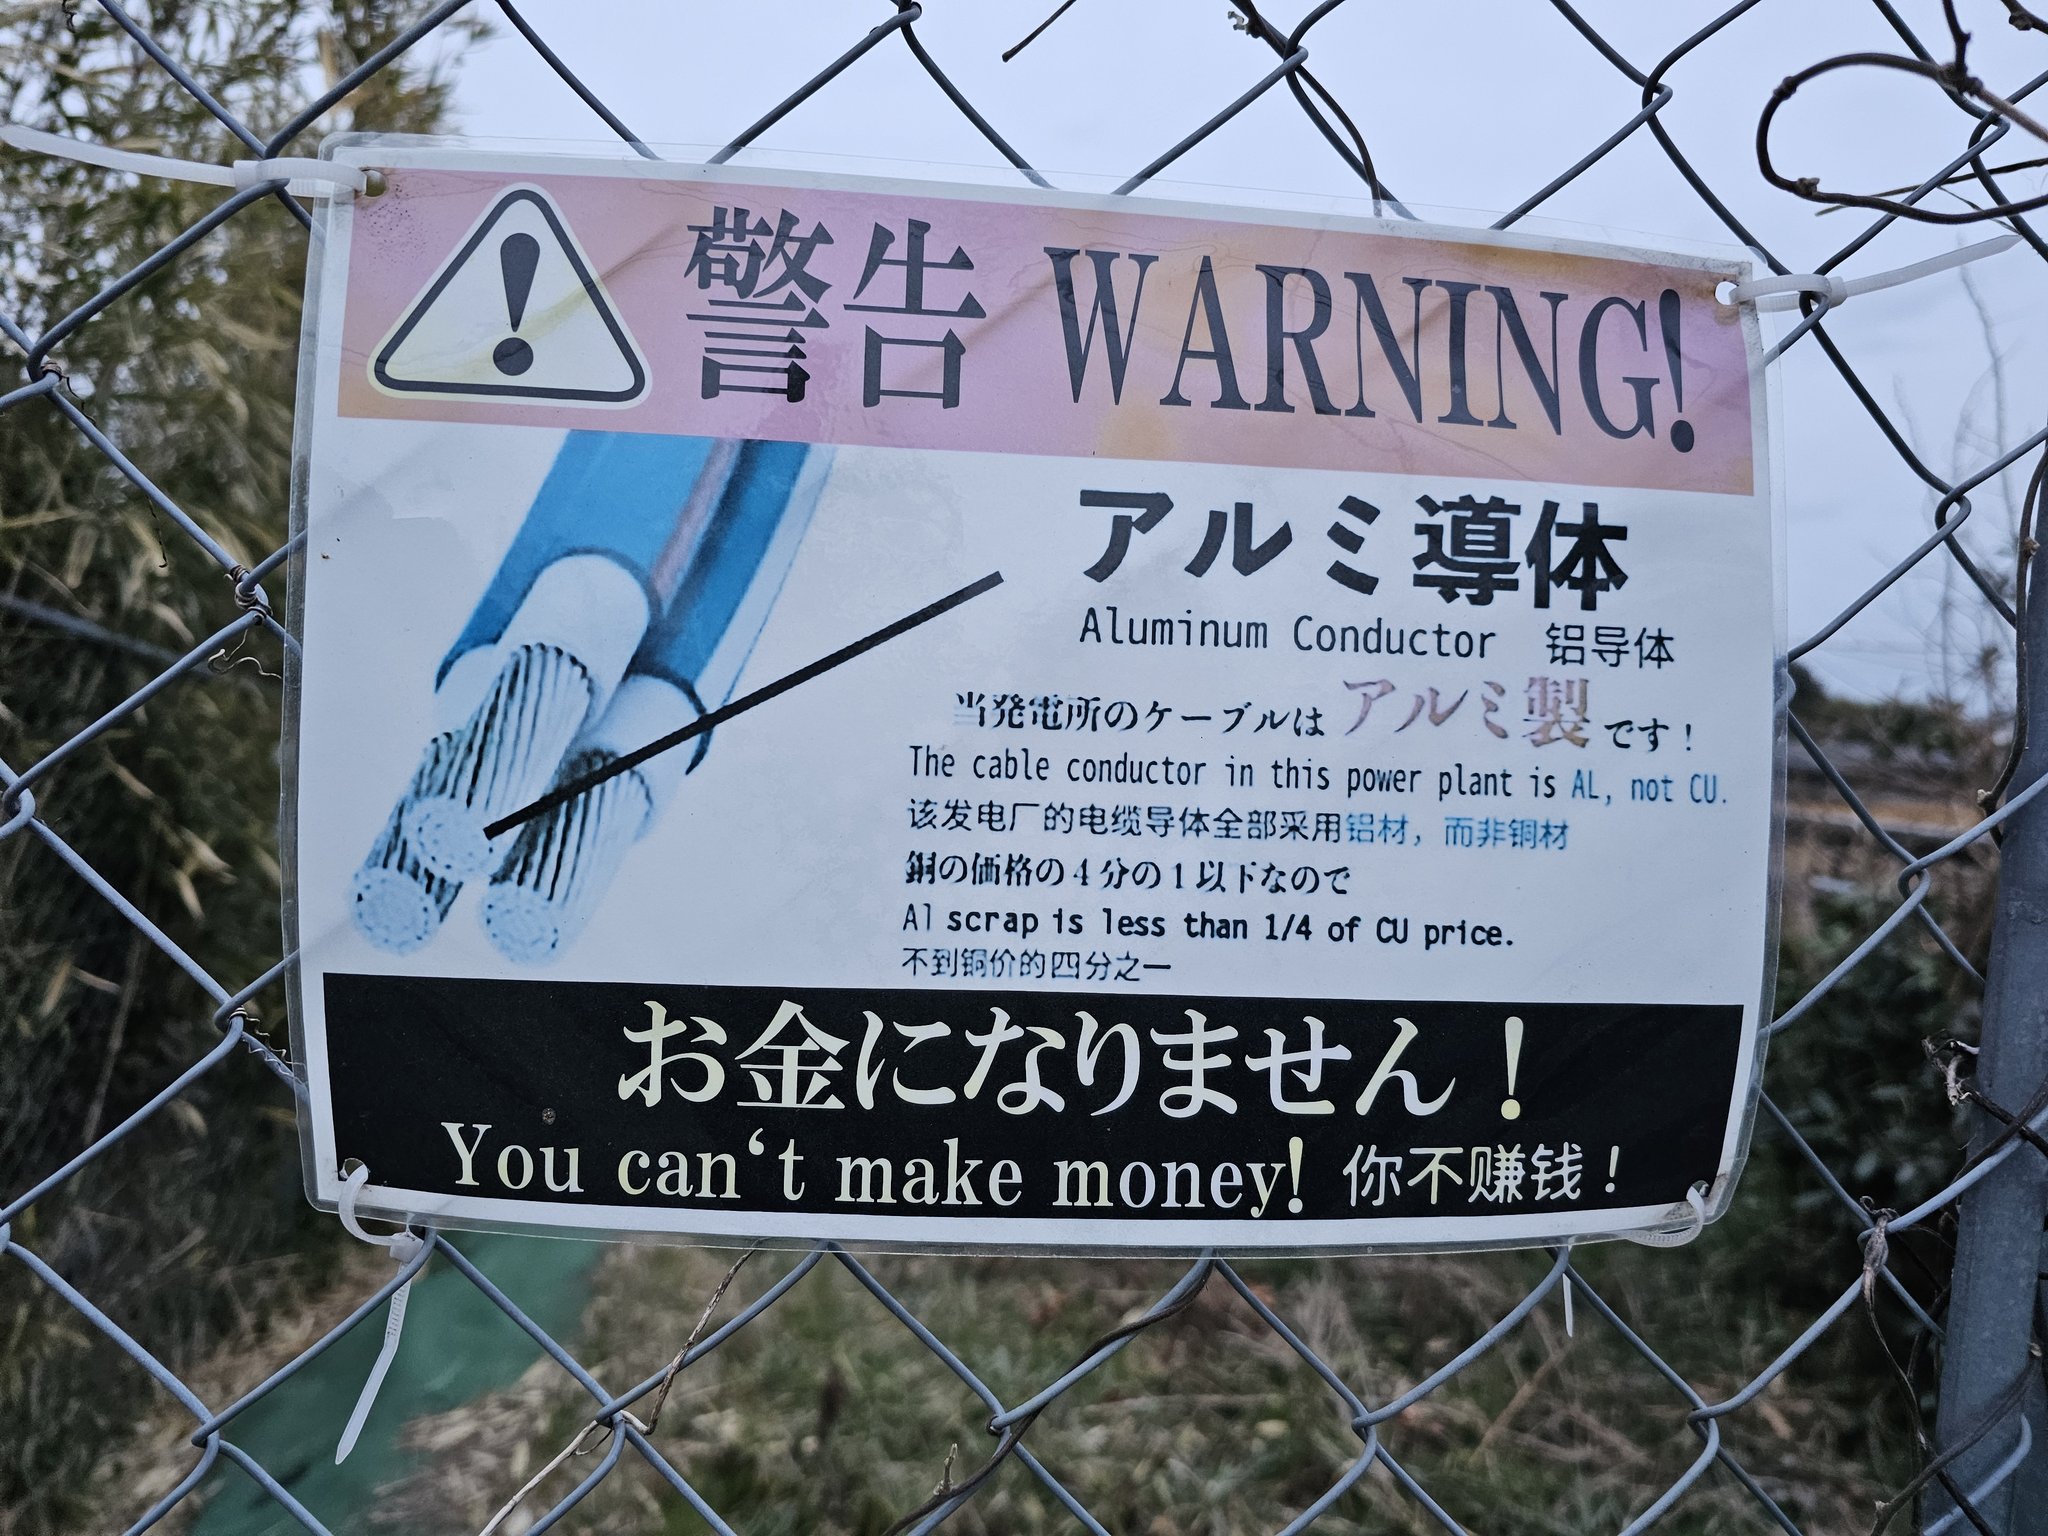 警告 WARNING!
アルミ導体
Aluminum Conductor 铝导体
当発電所のケーブルは アルミ製 です！
The cable conductor in this power plant is AL, not CU.
该发电厂的电缆导体全部采用铝材，而非铜材
銅の価格の４分の１以下なので
Al scrap is less than 1/4 of CU price.
不到铜价的四分之一
お金になりません！
You can‘t make money! 你不赚钱！